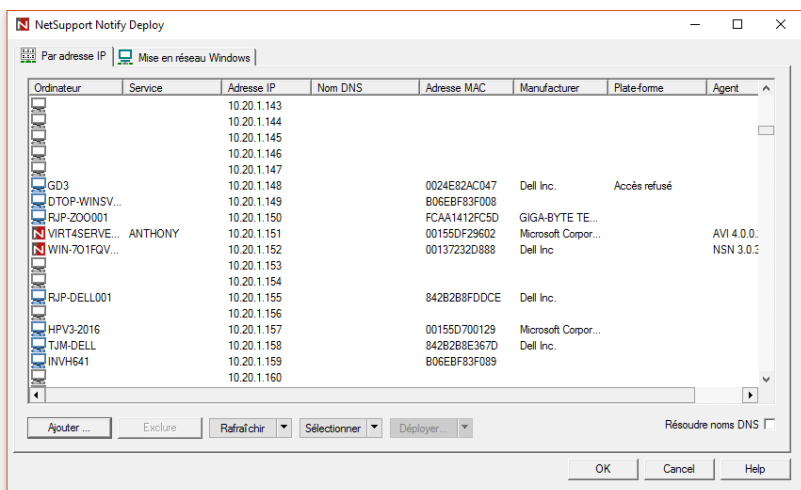 NetSupport Notify Deploy
Par adresse IP Mise en réseau Windows
Ordinateur Service Adresse IP Nom DNS Adresse MAC Manufacturer Plate-forme Agent
10.20.1.143
10.20.1.144
10.20.1.145
10.20.1.146
10.20.1.147
GD3 10.20.1.148 0024E82AC047 Dell Inc. Accès refusé
DTOP-WINSV... 10.20.1.149 B06EBF83F008
RJP-ZOO001 10.20.1.150 FCAA1412FC5D GIGA-BYTE TE...
VIRT4SERVE... ANTHONY 10.20.1.151 00155DF29602 Microsoft Corpor... AVI 4.0.0.
WIN-7O1FQV... 10.20.1.152 00137232D888 Dell Inc NSN 3.0.3
10.20.1.153
10.20.1.154
RJP-DELL001 10.20.1.155 842B2B8FDDCE Dell Inc.
10.20.1.156
HPV3-2016 10.20.1.157 00155D700129 Microsoft Corpor...
TJM-DELL 10.20.1.158 842B2B8E367D Dell Inc.
INVH641 10.20.1.159 B06EBF83F089
10.20.1.160
Ajouter ... Exclure Rafraîchir Sélectionner Déployer... Résoudre noms DNS
OK Cancel Help